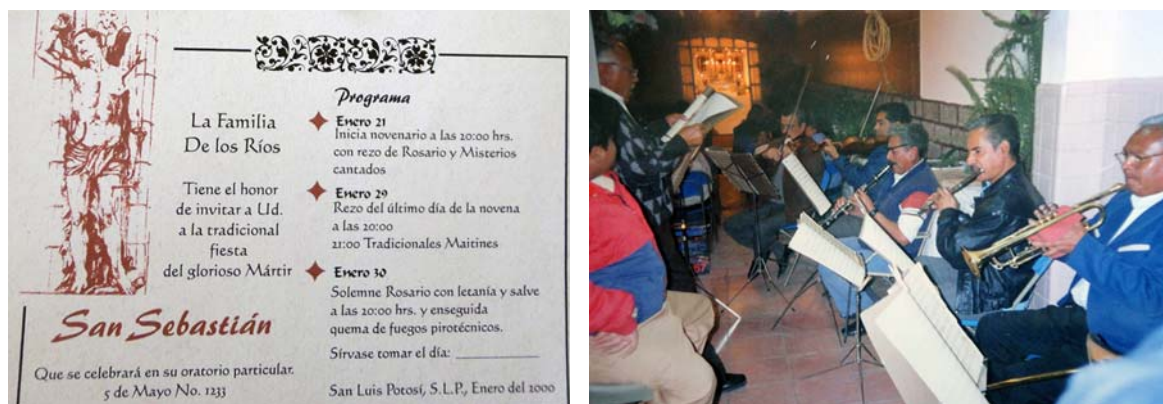 La Familia
De los Ríos
Tiene el honor
de invitar a Ud.
a la tradicional
fiesta
del glorioso Mártir
San Sebastián
Que se celebrará en su oratorio particular.
5 de Mayo No. 1233
Programa
Enero 21
Inicia novenario a las 20:00 hrs.
con rezo de Rosario y Misterios
cantados
Enero 29
Rezo del último día de la novena
a las 20:00
21:00 Tradicionales Maitines
Enero 30
Solemne Rosario con letanía y salve
a las 20:00 hrs. y enseguida
quema de fuegos pirotécnicos.
Sírvase tomar el día: ____________
San Luis Potosí, S.L.P., Enero del 2000